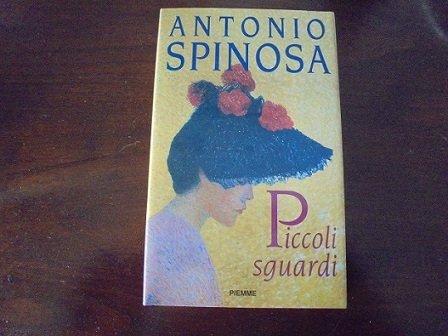 ANTONIO
SPINOSA
Piccoli
sguardi
PIEMME